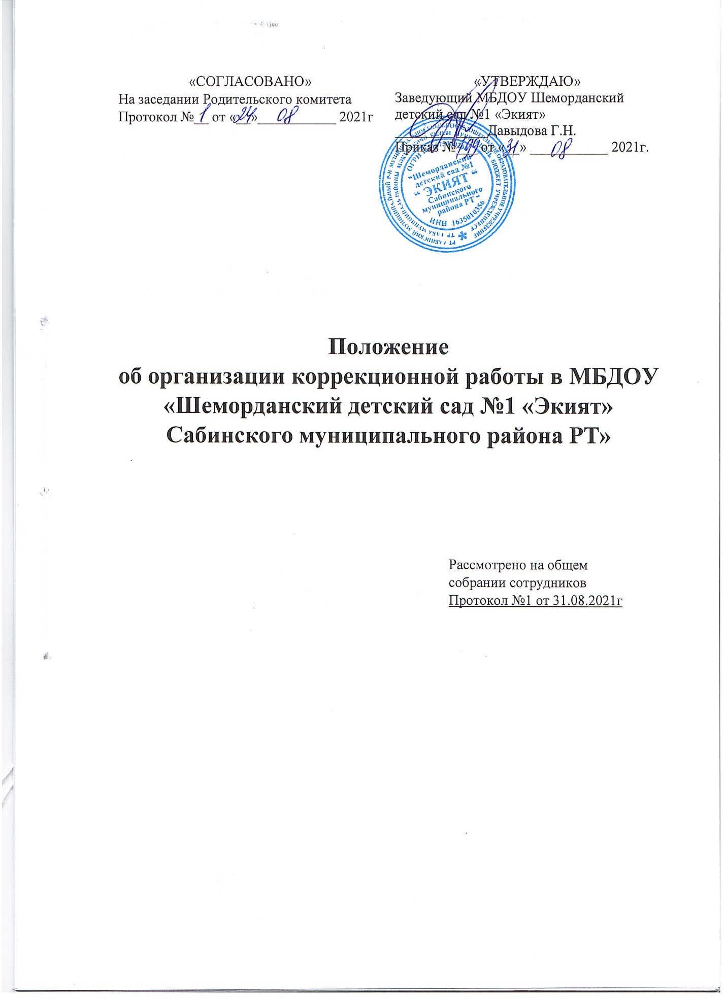 «СОГЛАСОВАНО»
На заседании Родительского комитета
Протокол № 1 от «24» 08 2021г
«УТВЕРЖДАЮ»
Заведующий МБДОУ Шеморданский
детский сад №1 «Экият»
Давыдова Г.Н.
Приказ № от «31» 08 2021г.
"Шеморданский
детский сад №1
" ЭКИЯТ "
Сабинского
муниципального
района РТ"
ИНН 1635010356
Положение
об организации коррекционной работы в МБДОУ
«Шеморданский детский сад №1 «Экият»
Сабинского муниципального района РТ»
Рассмотрено на общем
собрании сотрудников
Протокол №1 от 31.08.2021г